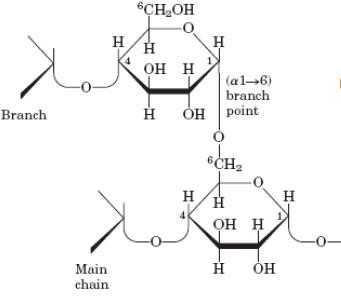 ⁶CH₂OH
O
H H H
4 OH H 1
O
(α1→6)
branch
point
Branch
H OH
O
⁶CH₂
O
H H H
4 OH H 1
O O
H OH
Main
chain